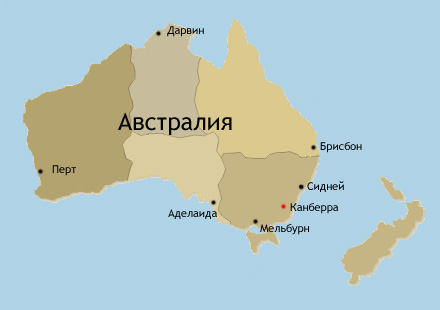 Дарвин
Австралия
Брисбон
Перт
Сидней
Канберра
Аделаида
Мельбурн